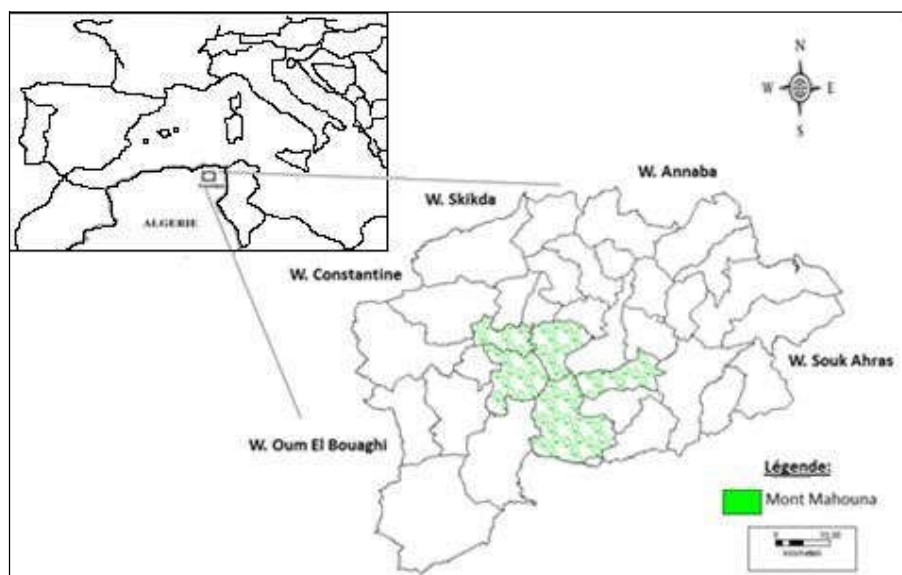 N
W E
S
W. Annaba
W. Skikda
ALGERIE
W. Constantine
W. Souk Ahras
W. Oum El Bouaghi
Légende:
Mont Mahouna